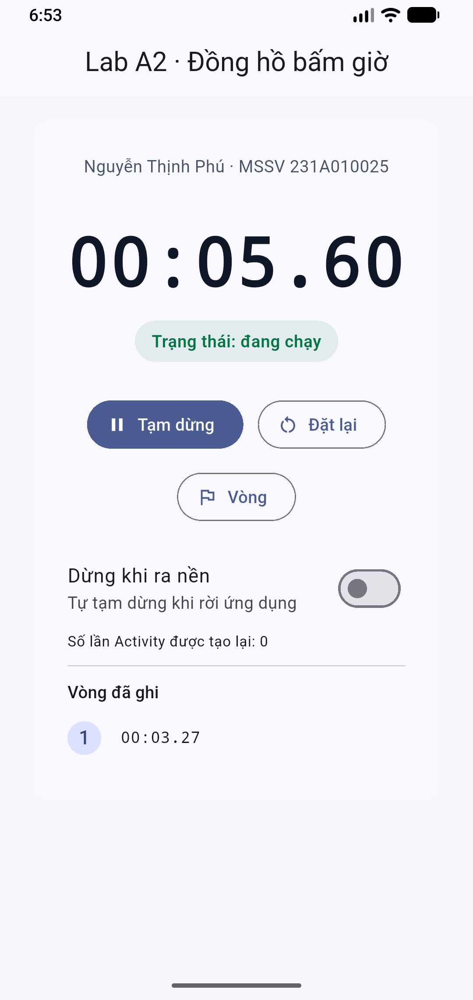 6:53
Lab A2 · Đồng hồ bấm giờ
Nguyễn Thịnh Phú · MSSV 231A010025
00:05.60
Trạng thái: đang chạy
Tạm dừng
Đặt lại
Vòng
Dừng khi ra nền
Tự tạm dừng khi rời ứng dụng
Số lần Activity được tạo lại: 0
Vòng đã ghi
1 00:03.27